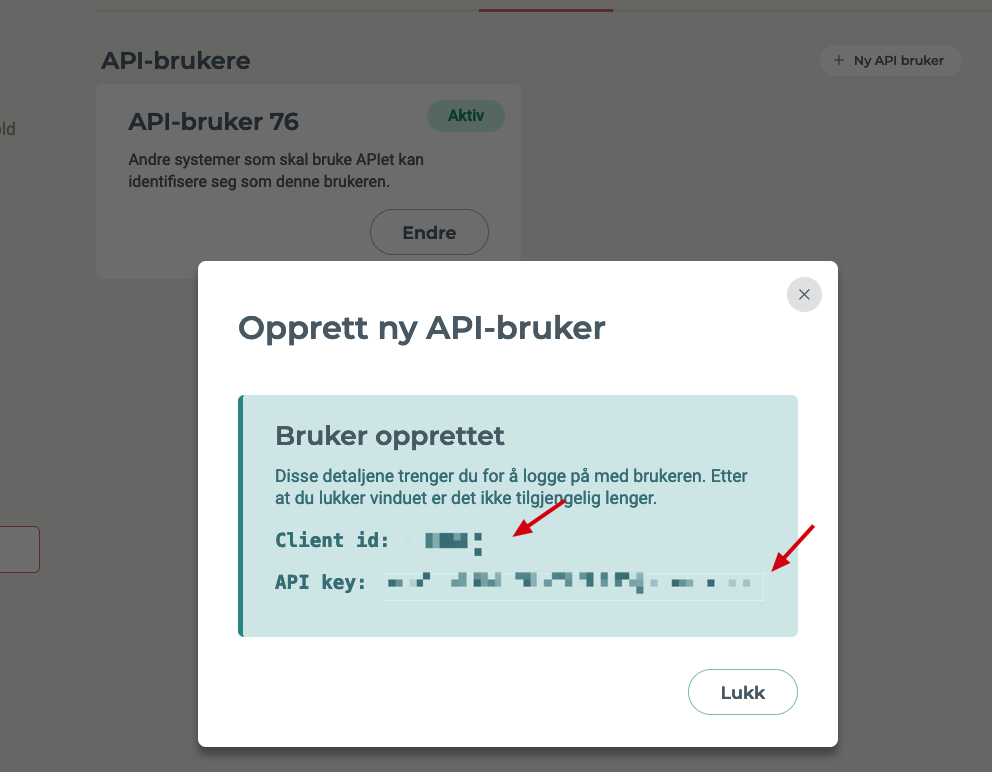 API-brukere
+ Ny API bruker
old
API-bruker 76
Aktiv
Andre systemer som skal bruke APIet kan
identifisere seg som denne brukeren.
Endre
Opprett ny API-bruker
Bruker opprettet
Disse detaljene trenger du for å logge på med brukeren. Etter
at du lukker vinduet er det ikke tilgjengelig lenger.
Client id:
API key:
Lukk